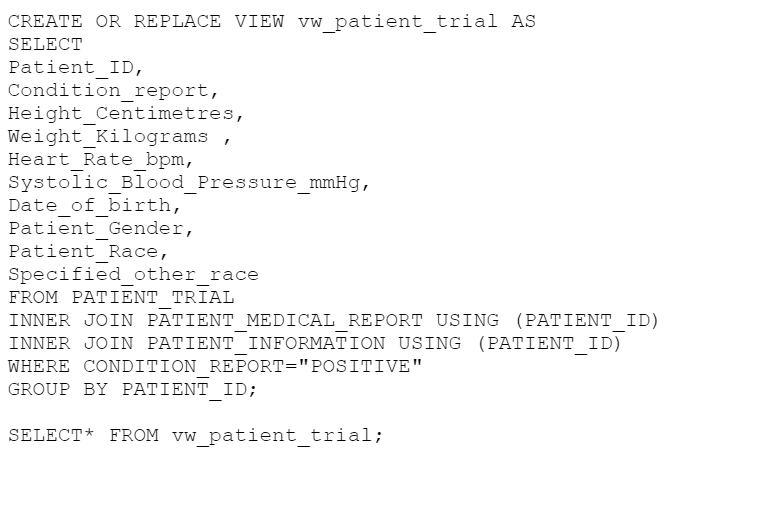 CREATE OR REPLACE VIEW vw_patient_trial AS
SELECT
Patient_ID,
Condition_report,
Height_Centimetres,
Weight_Kilograms ,
Heart_Rate_bpm,
Systolic_Blood_Pressure_mmHg,
Date_of_birth,
Patient_Gender,
Patient_Race,
Specified_other_race
FROM PATIENT_TRIAL
INNER JOIN PATIENT_MEDICAL_REPORT USING (PATIENT_ID)
INNER JOIN PATIENT_INFORMATION USING (PATIENT_ID)
WHERE CONDITION_REPORT="POSITIVE"
GROUP BY PATIENT_ID;

SELECT* FROM vw_patient_trial;